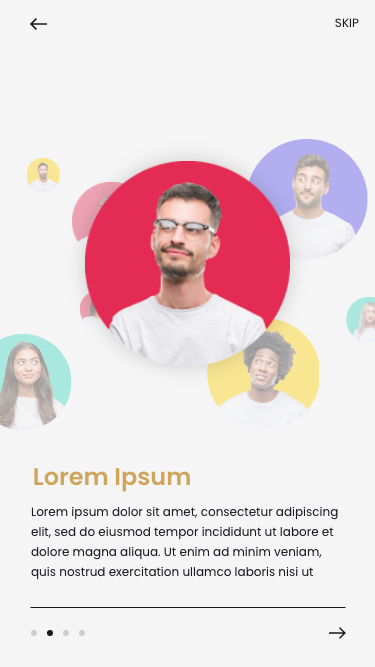 SKIP
Lorem Ipsum
Lorem ipsum dolor sit amet, consectetur adipiscing
elit, sed do eiusmod tempor incididunt ut labore et
dolore magna aliqua. Ut enim ad minim veniam,
quis nostrud exercitation ullamco laboris nisi ut